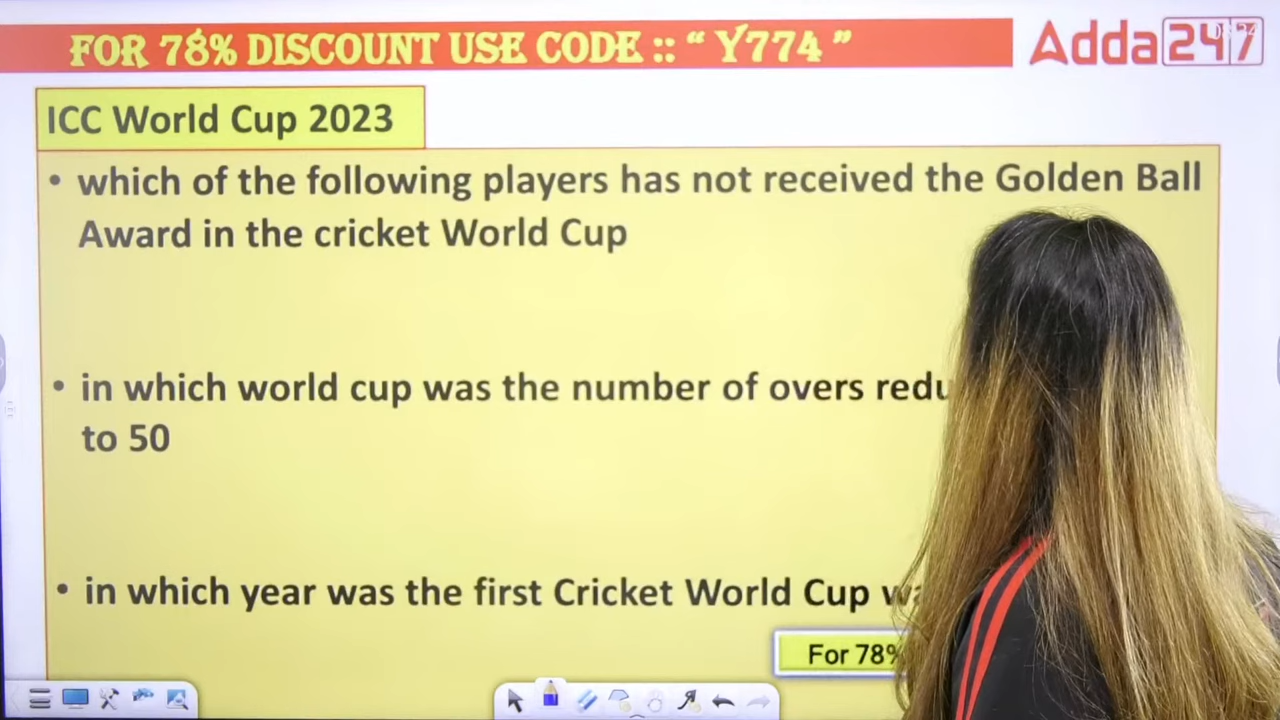 FOR 78% DISCOUNT USE CODE :: “ Y774 ”
Adda247
ICC World Cup 2023
• which of the following players has not received the Golden Ball
Award in the cricket World Cup
• in which world cup was the number of overs
to 50
• in which year was the first Cricket World Cup
For 78%